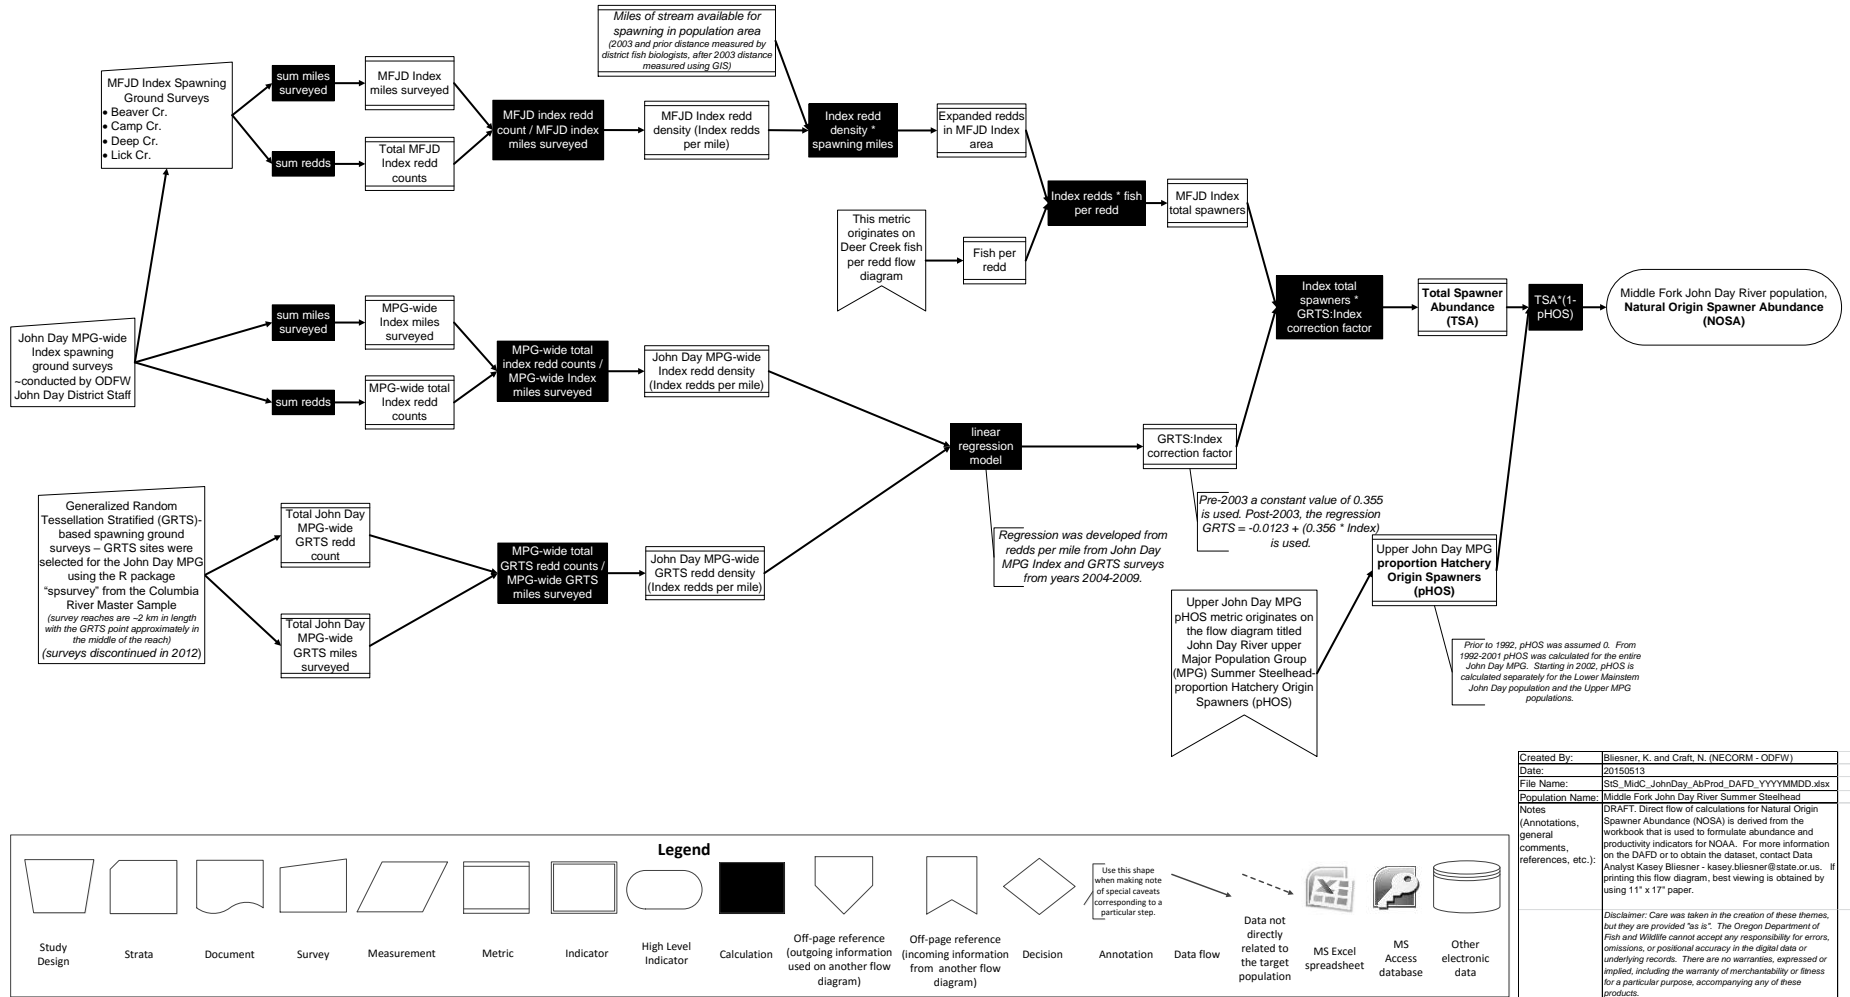 Miles of stream available for
spawning in population area
(2003 and prior distance measured by
district fish biologists, after 2003 distance
measured using GIS)
MFJD Index Spawning
Ground Surveys
• Beaver Cr.
• Camp Cr.
• Deep Cr.
• Lick Cr.
sum miles
surveyed
MFJD Index
miles surveyed
sum redds
Total MFJD
Index redd
counts
MFJD index redd
count / MFJD index
miles surveyed
MFJD Index redd
density (Index redds
per mile)
Index redd
density *
spawning miles
Expanded redds
in MFJD Index
area
This metric
originates on
Deer Creek fish
per redd flow
diagram
Fish per
redd
Index redds * fish
per redd
MFJD Index
total spawners
John Day MPG-wide
Index spawning
ground surveys
~conducted by ODFW
John Day District Staff
sum miles
surveyed
MPG-wide
Index miles
surveyed
sum redds
MPG-wide total
Index redd
counts
MPG-wide total
index redd counts /
MPG-wide Index
miles surveyed
John Day MPG-wide
Index redd density
(Index redds per mile)
Index total
spawners *
GRTS:Index
correction factor
Total Spawner
Abundance
(TSA)
TSA*(1-
pHOS)
Middle Fork John Day River population,
Natural Origin Spawner Abundance
(NOSA)
linear
regression
model
GRTS:Index
correction factor
Generalized Random
Tessellation Stratified (GRTS)-
based spawning ground
surveys – GRTS sites were
selected for the John Day MPG
using the R package
“spsurvey” from the Columbia
River Master Sample
(survey reaches are ~2 km in length
with the GRTS point approximately in
the middle of the reach)
(surveys discontinued in 2012)
Total John Day
MPG-wide
GRTS redd
count
Total John Day
MPG-wide
GRTS miles
surveyed
MPG-wide total
GRTS redd counts /
MPG-wide GRTS
miles surveyed
John Day MPG-wide
GRTS redd density
(Index redds per mile)
Regression was developed from
redds per mile from John Day
MPG Index and GRTS surveys
from years 2004-2009.
Pre-2003 a constant value of 0.355
is used. Post-2003, the regression
GRTS = -0.0123 + (0.356 * Index)
is used.
Upper John Day MPG
proportion Hatchery
Origin Spawners
(pHOS)
Upper John Day MPG
pHOS metric originates on
the flow diagram titled
John Day River upper
Major Population Group
(MPG) Summer Steelhead-
proportion Hatchery Origin
Spawners (pHOS)
Prior to 1992, pHOS was assumed 0. From
1992-2001 pHOS was calculated for the entire
John Day MPG. Starting in 2002, pHOS is
calculated separately for the Lower Mainstem
John Day population and the Upper MPG
populations.
Created By: Bliesner, K. and Craft, N. (NECORM - ODFW)
Date: 20150513
File Name: StS_MidC_JohnDay_AbProd_DAFD_YYYYMMDD.xlsx
Population Name: Middle Fork John Day River Summer Steelhead
Notes
(Annotations,
general
comments,
references, etc.):
DRAFT. Direct flow of calculations for Natural Origin
Spawner Abundance (NOSA) is derived from the
workbook that is used to formulate abundance and
productivity indicators for NOAA. For more information
on the DAFD or to obtain the dataset, contact Data
Analyst Kasey Bliesner - kasey.bliesner@state.or.us. If
printing this flow diagram, best viewing is obtained by
using 11" x 17" paper.
Disclaimer: Care was taken in the creation of these themes,
but they are provided "as is". The Oregon Department of
Fish and Wildlife cannot accept any responsibility for errors,
omissions, or positional accuracy in the digital data or
underlying records. There are no warranties, expressed or
implied, including the warranty of merchantability or fitness
for a particular purpose, accompanying any of these
products.
Legend
Study
Design
Strata
Document
Survey
Measurement
Metric
Indicator
High Level
Indicator
Calculation
Off-page reference
(outgoing information
used on another flow
diagram)
Off-page reference
(incoming information
from another flow
diagram)
Decision
Use this shape
when making note
of special caveats
corresponding to a
particular step.
Annotation
Data flow
Data not
directly
related to
the target
population
MS Excel
spreadsheet
MS
Access
database
Other
electronic
data